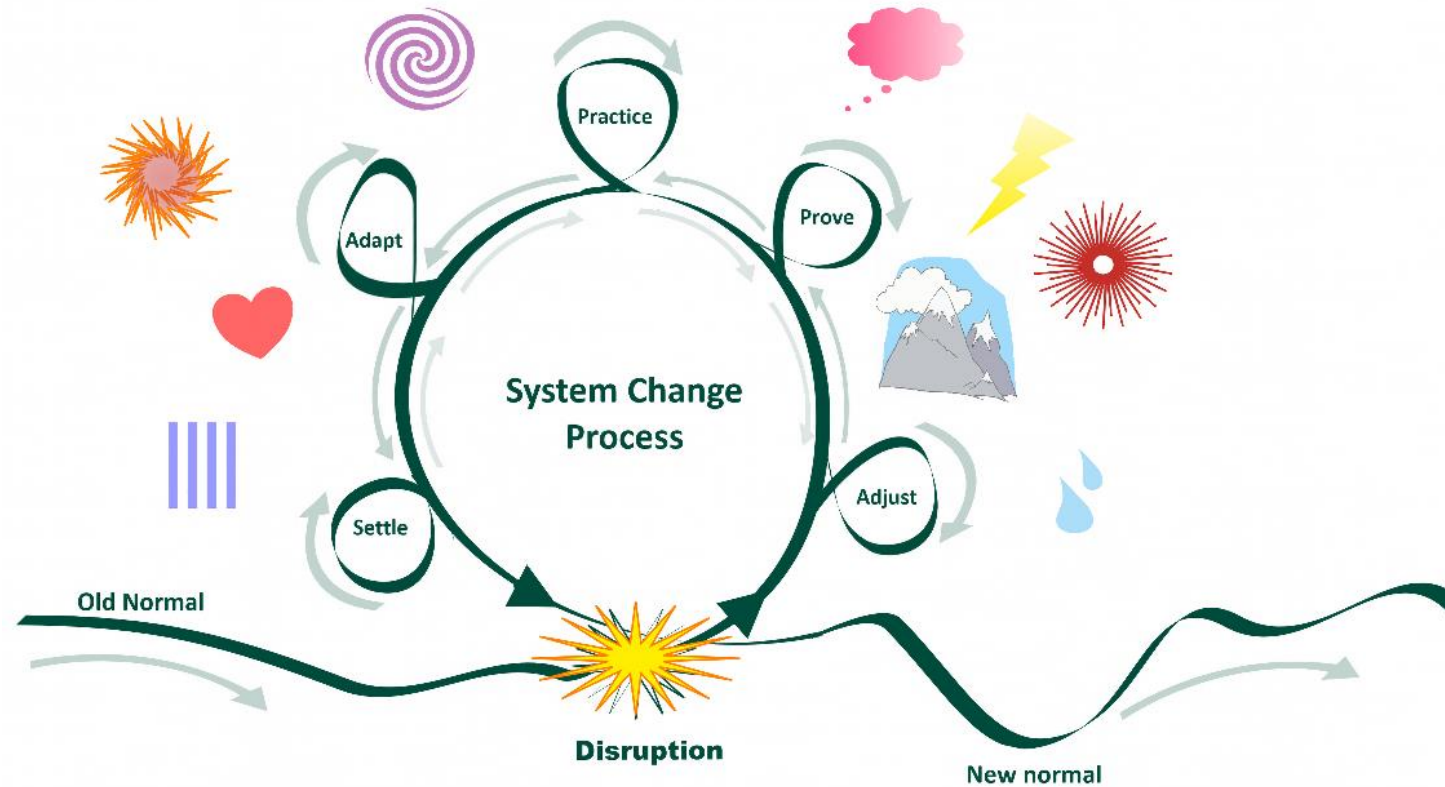 Practice
Prove
Adapt
System Change
Process
Adjust
Settle
Old Normal
Disruption
New normal